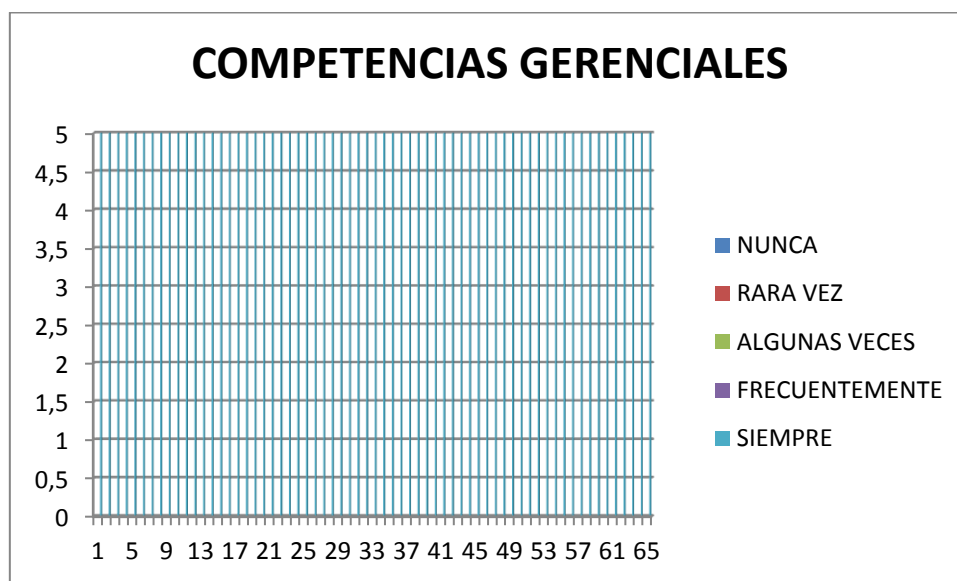 COMPETENCIAS GERENCIALES
5
4,5
4
3,5
3
2,5
2
1,5
1
0,5
0
NUNCA
RARA VEZ
ALGUNAS VECES
FRECUENTEMENTE
SIEMPRE
1 5 9 13 17 21 25 29 33 37 41 45 49 53 57 61 65